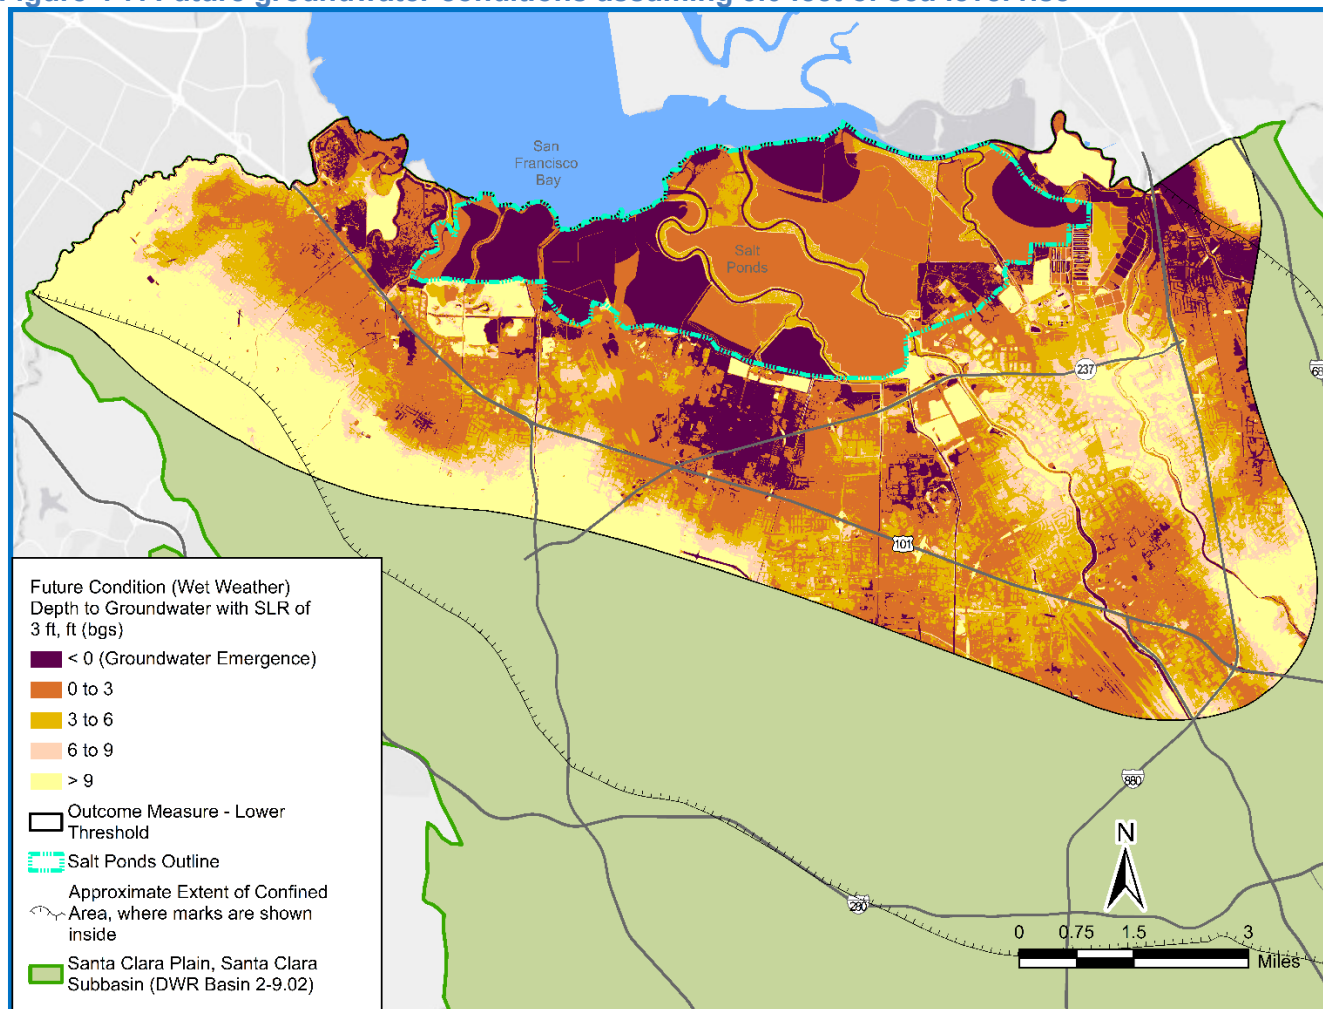 San
Francisco
Bay
Salt
Ponds
237
680
101
880
280
Future Condition (Wet Weather)
Depth to Groundwater with SLR of
3 ft, ft (bgs)
< 0 (Groundwater Emergence)
0 to 3
3 to 6
6 to 9
> 9
Outcome Measure - Lower
Threshold
Salt Ponds Outline
Approximate Extent of Confined
Area, where marks are shown
inside
Santa Clara Plain, Santa Clara
Subbasin (DWR Basin 2-9.02)
N
0 0.75 1.5 3
Miles